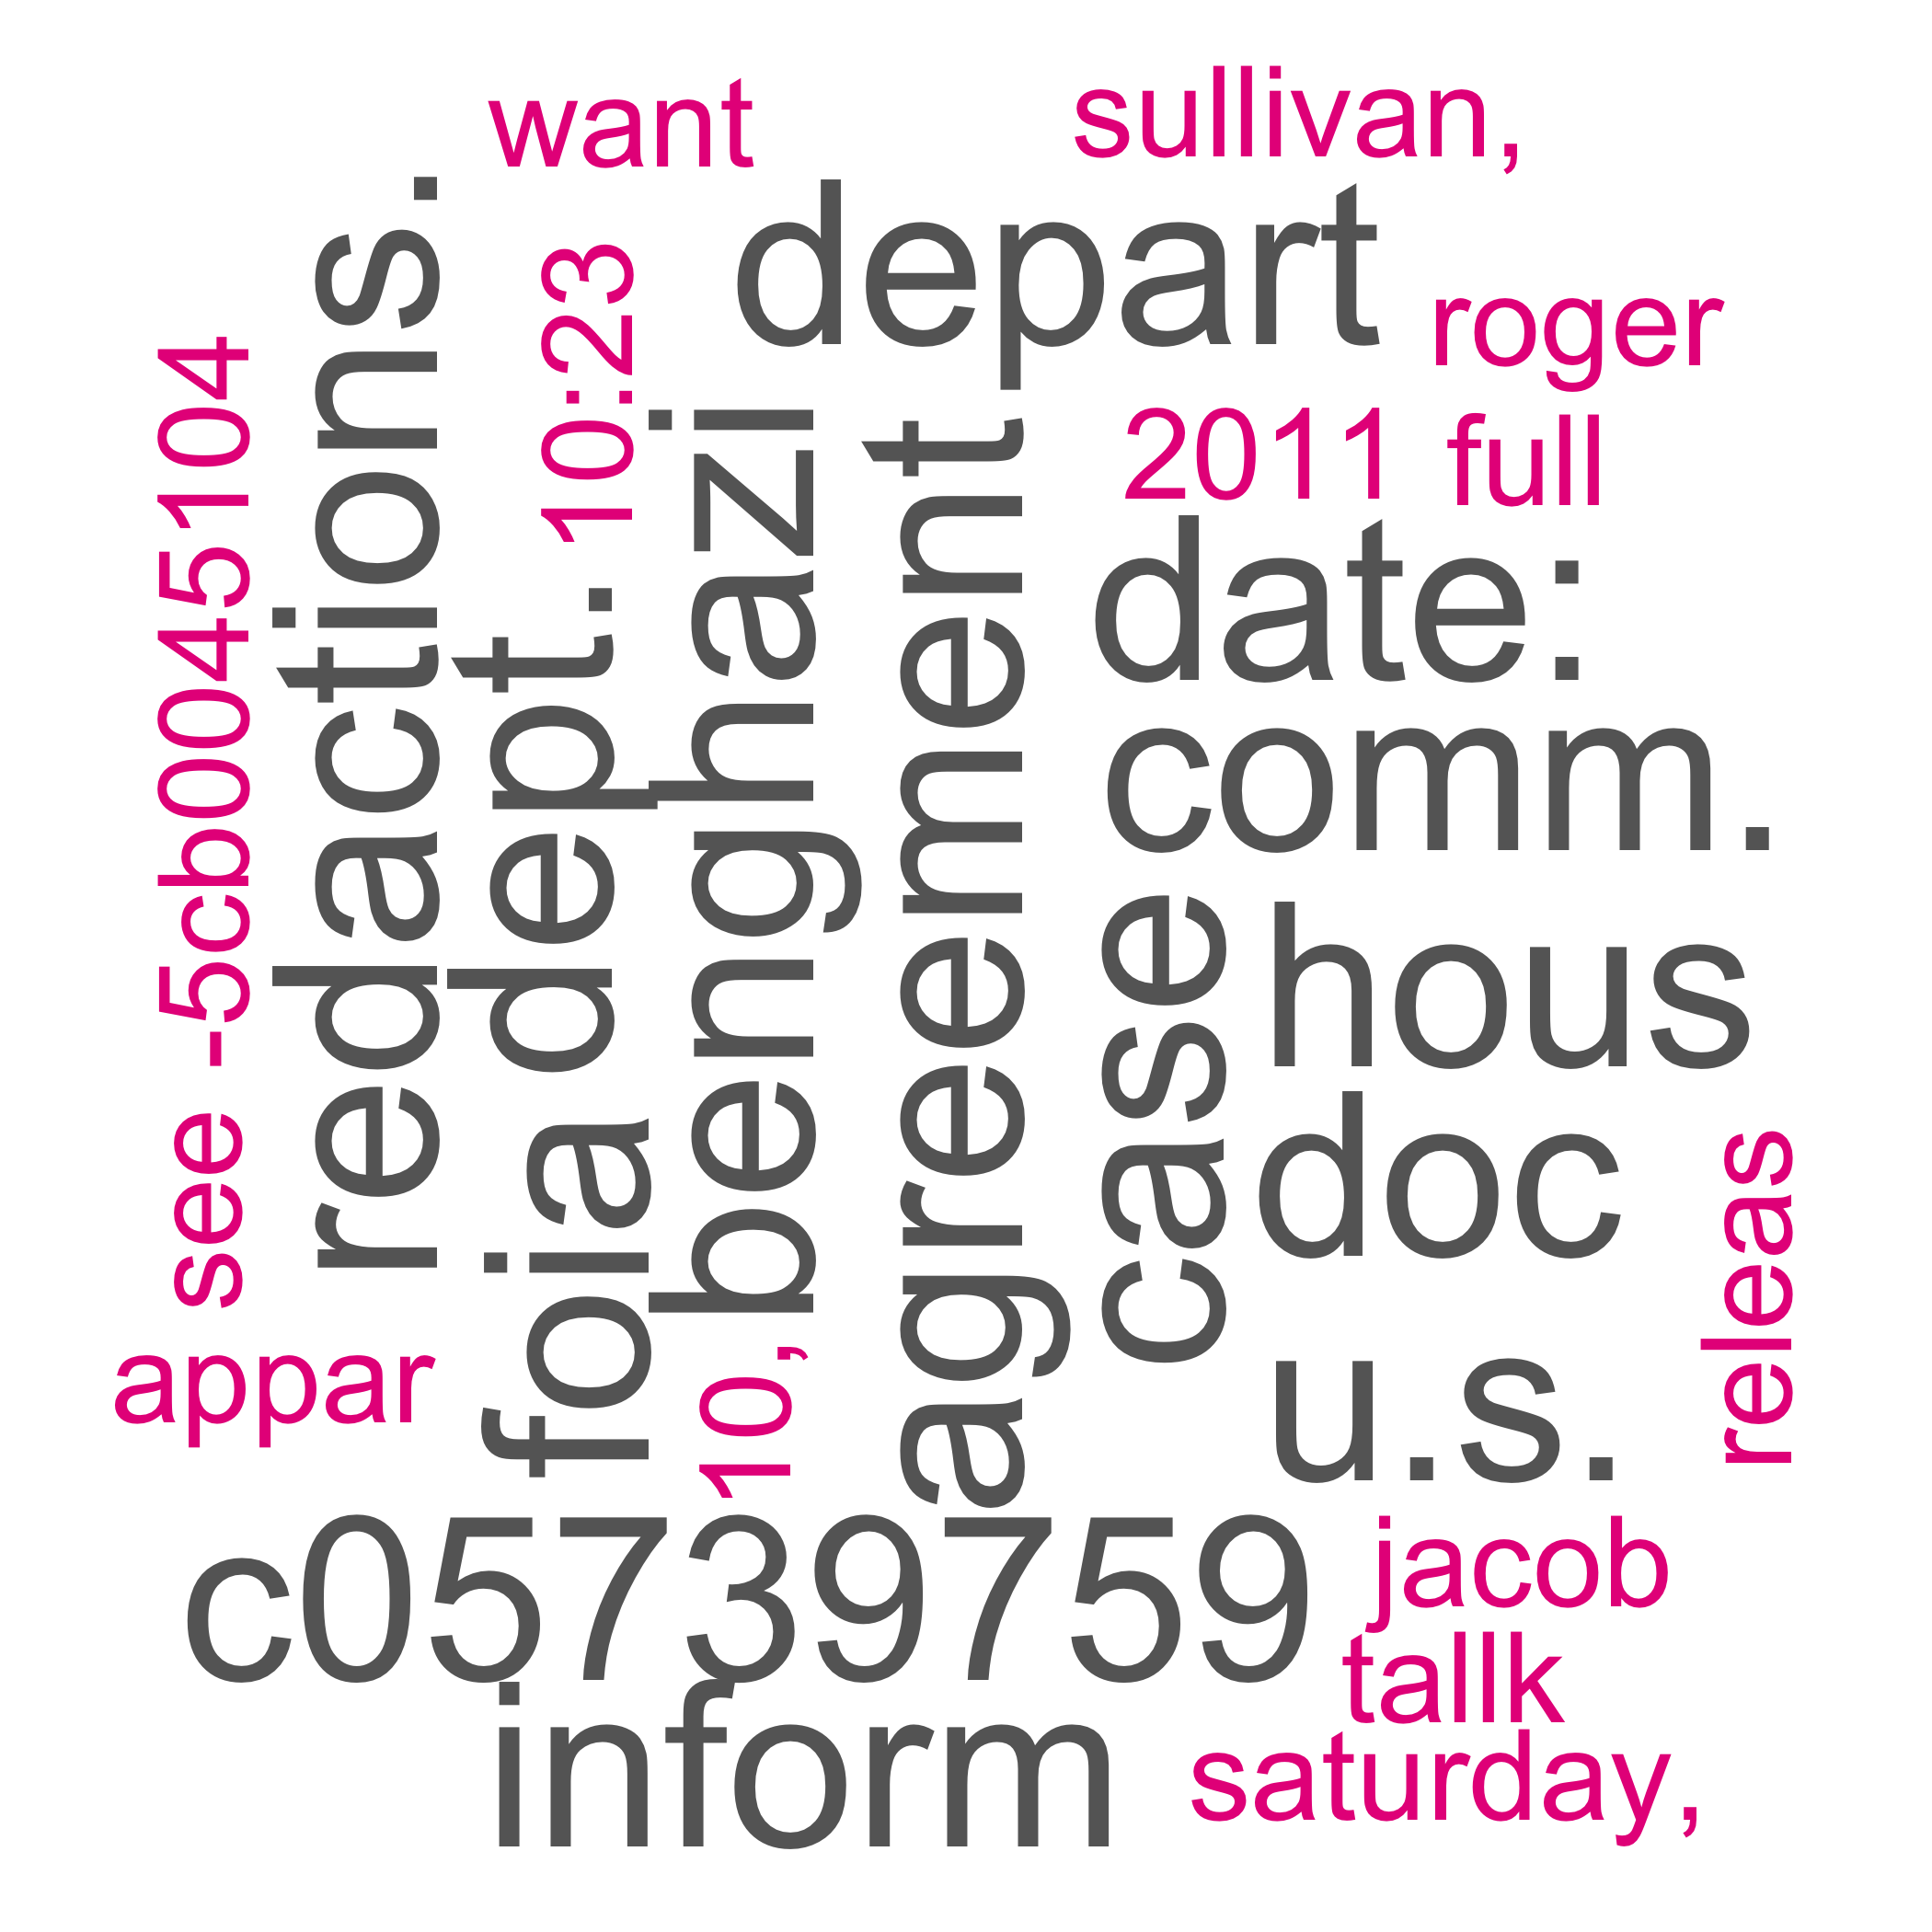 want
sullivan,
depart
redactions.
10:23
roger
-5cb0045104
2011
full
benghazi
agreement
date:
dept.
comm.
case
hous
see
foia
doc
releas
appar
10,
u.s.
c05739759
jacob
tallk
inform
saturday,